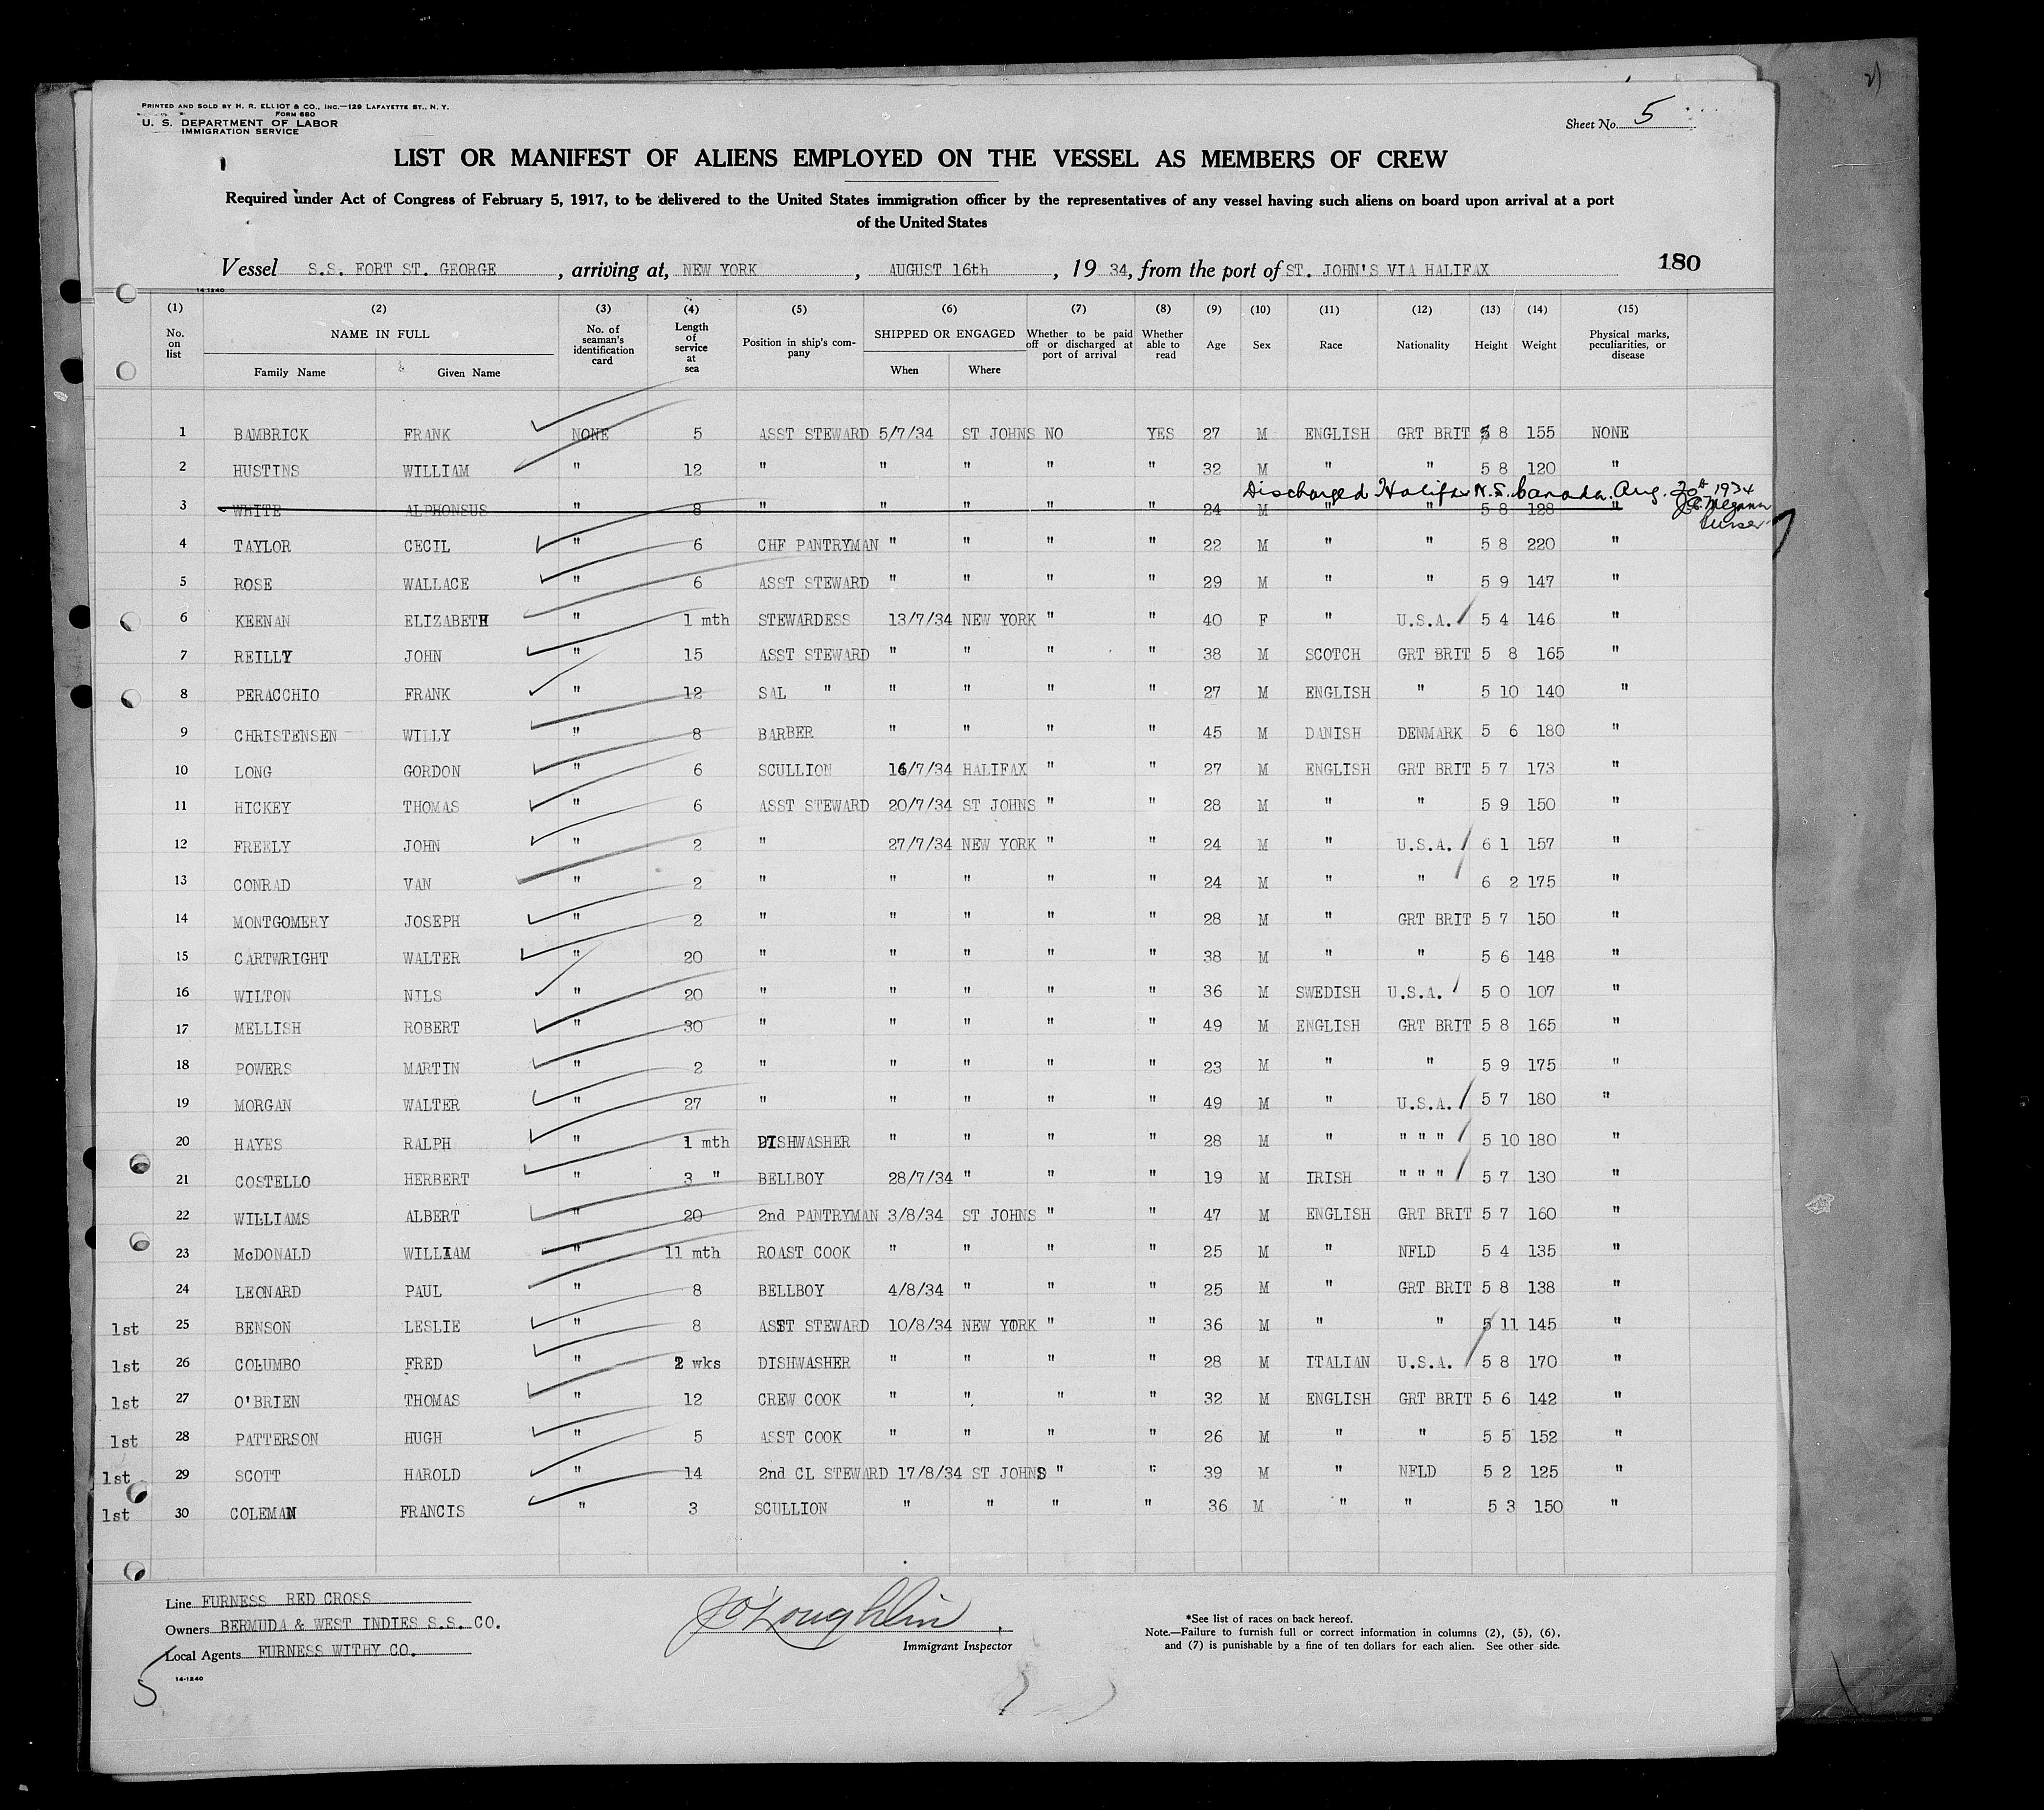 PRINTED AND SOLD BY H. R. ELLIOT & CO., INC.—129 LAFAYETTE ST., N. Y.
FORM 680
U. S. DEPARTMENT OF LABOR
IMMIGRATION SERVICE
Sheet No. 5
LIST OR MANIFEST OF ALIENS EMPLOYED ON THE VESSEL AS MEMBERS OF CREW
Required under Act of Congress of February 5, 1917, to be delivered to the United States immigration officer by the representatives of any vessel having such aliens on board upon arrival at a port
of the United States
Vessel S.S. FORT ST. GEORGE, arriving at, NEW YORK, AUGUST 16th, 19 34, from the port of ST. JOHN'S VIA HALIFAX 180
14-1240
(1) (2) (3) (4) (5) (6) (7) (8) (9) (10) (11) (12) (13) (14) (15)
No. on list NAME IN FULL Family Name Given Name No. of seaman's identification card Length of service at sea Position in ship's company SHIPPED OR ENGAGED When Where Whether to be paid off or discharged at port of arrival Whether able to read Age Sex Race Nationality Height Weight Physical marks, peculiarities, or disease
1 BAMBRICK FRANK NONE 5 ASST STEWARD 5/7/34 ST JOHNS NO YES 27 M ENGLISH GRT BRIT 5 8 155 NONE
2 HUSTINS WILLIAM " 12 " " " " " 32 M " " 5 8 120 "
Discharged Halifax N.S. Canada. Aug. 20th 1934
3 WHITE ALPHONSUS 8 " " " " " 24 M " " 5 8 128 "
4 TAYLOR CECIL " 6 CHF PANTRYMAN " " " " 22 M " " 5 8 220 "
5 ROSE WALLACE " 6 ASST STEWARD " " " " 29 M " " 5 9 147 "
6 KEENAN ELIZABETH " 1 mth STEWARDESS 13/7/34 NEW YORK " " 40 F " U.S.A. 5 4 146 "
7 REILLY JOHN " 15 ASST STEWARD " " " " 38 M SCOTCH GRT BRIT 5 8 165 "
8 PERACCHIO FRANK " 12 SAL " " " " " 27 M ENGLISH " 5 10 140 "
9 CHRISTENSEN WILLY " 8 BARBER " " " " 45 M DANISH DENMARK 5 6 180 "
10 LONG GORDON " 6 SCULLION 16/7/34 HALIFAX " " 27 M ENGLISH GRT BRIT 5 7 173 "
11 HICKEY THOMAS " 6 ASST STEWARD 20/7/34 ST JOHNS " " 28 M " " 5 9 150 "
12 FREELY JOHN " 2 " 27/7/34 NEW YORK " " 24 M " U.S.A. 6 1 157 "
13 CONRAD VAN " 2 " " " " " 24 M " " 6 2 175 "
14 MONTGOMERY JOSEPH " 2 " " " " " 28 M " GRT BRIT 5 7 150 "
15 CARTWRIGHT WALTER " 20 " " " " " 38 M " " 5 6 148 "
16 WILTON NILS " 20 " " " " " 36 M SWEDISH U.S.A. 5 0 107 "
17 MELLISH ROBERT " 30 " " " " " 49 M ENGLISH GRT BRIT 5 8 165 "
18 POWERS MARTIN " 2 " " " " " 23 M " " 5 9 175 "
19 MORGAN WALTER " 27 " " " " " 49 M " U.S.A. 5 7 180 "
20 HAYES RALPH " 1 mth DISHWASHER " " " " 28 M " " " " 5 10 180 "
21 COSTELLO HERBERT " 3 " BELLBOY 28/7/34 " " " 19 M IRISH " " " 5 7 130 "
22 WILLIAMS ALBERT " 20 2nd PANTRYMAN 3/8/34 ST JOHNS " " 47 M ENGLISH GRT BRIT 5 7 160 "
23 McDONALD WILLIAM " 11 mth ROAST COOK " " " " 25 M " NFLD 5 4 135 "
24 LEONARD PAUL " 8 BELLBOY 4/8/34 " " " 25 M " GRT BRIT 5 8 138 "
1st 25 BENSON LESLIE " 8 ASST STEWARD 10/8/34 NEW YORK " " 36 M " " 5 11 145 "
1st 26 COLUMBO FRED " 2 wks DISHWASHER " " " " 28 M ITALIAN U.S.A. 5 8 170 "
1st 27 O'BRIEN THOMAS " 12 CREW COOK " " " " 32 M ENGLISH GRT BRIT 5 6 142 "
1st 28 PATTERSON HUGH " 5 ASST COOK " " " " 26 M " " 5 5 152 "
1st 29 SCOTT HAROLD " 14 2nd CL STEWARD 17/8/34 ST JOHNS " " 39 M " NFLD 5 2 125 "
1st 30 COLEMAN FRANCIS " 3 SCULLION " " " " 36 M " " 5 3 150 "
Line FURNESS RED CROSS
Owners BERMUDA & WEST INDIES S.S. CO.
Local Agents FURNESS WITHY CO.
14-1240
5
J O'Loughlin
Immigrant Inspector
*See list of races on back hereof.
Note.—Failure to furnish full or correct information in columns (2), (5), (6),
and (7) is punishable by a fine of ten dollars for each alien. See other side.